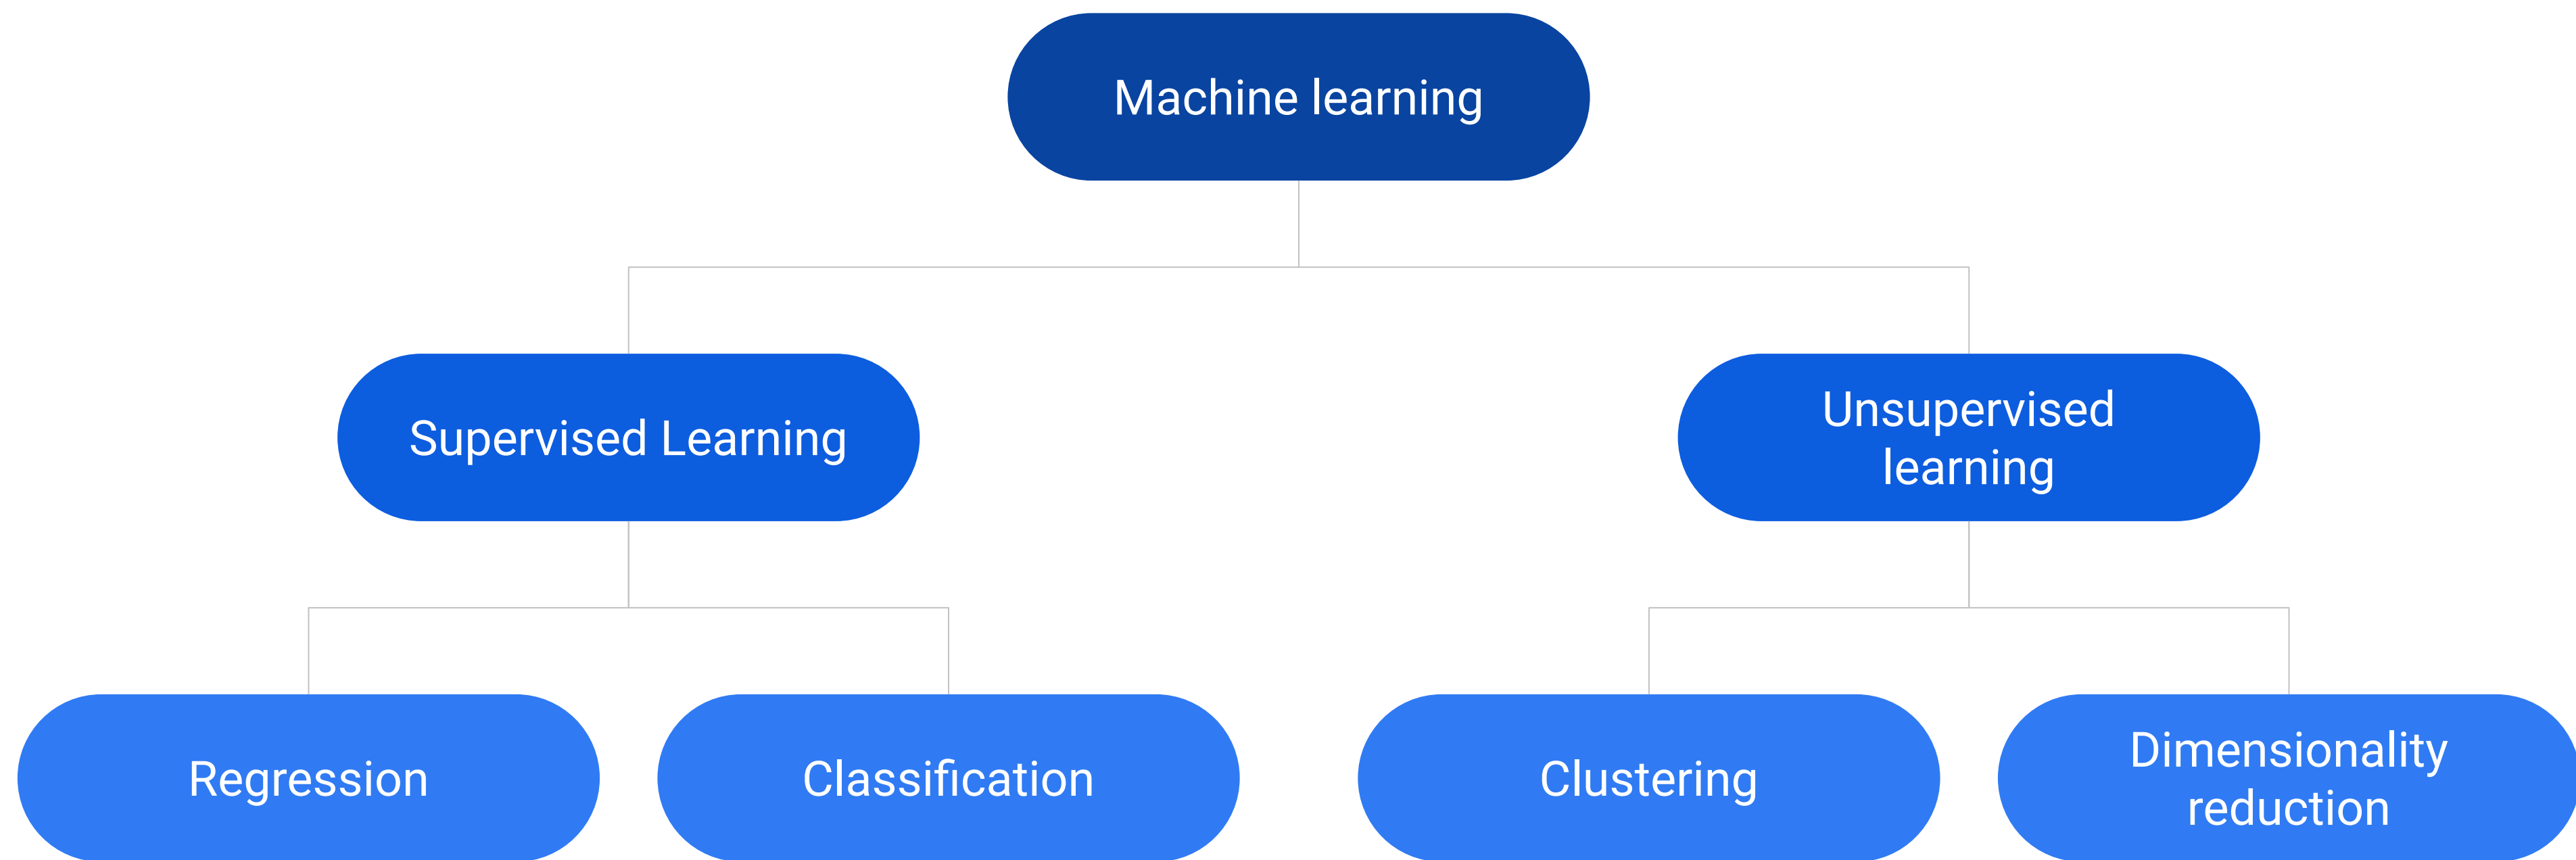 Machine learning
Supervised Learning
Unsupervised
learning
Regression
Classification
Clustering
Dimensionality
reduction